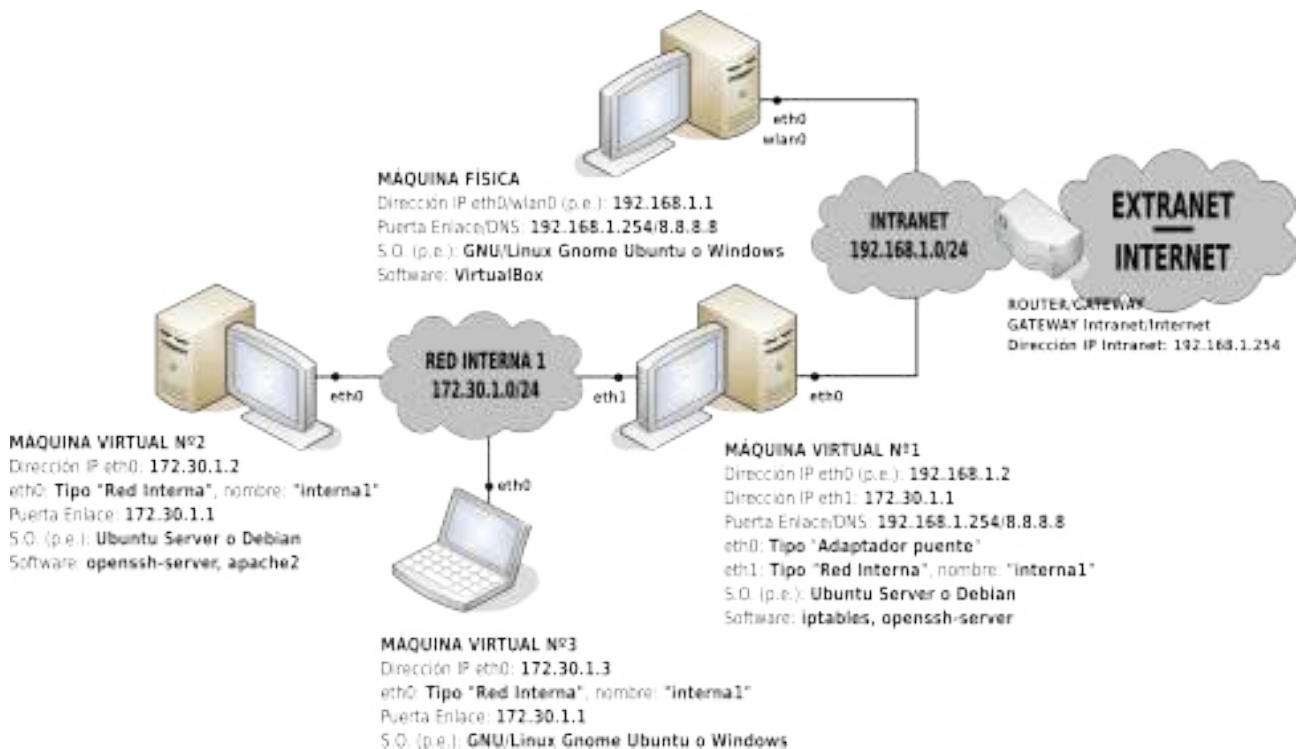 eth0
wlan0
MÁQUINA FÍSICA
Dirección IP eth0/wlan0 (p.e.): 192.168.1.1
Puerta Enlace/DNS: 192.168.1.254/8.8.8.8
S.O. (p.e.): GNU/Linux Gnome Ubuntu o Windows
Software: VirtualBox
INTRANET
192.168.1.0/24
EXTRANET
INTERNET
ROUTER/GATEWAY
GATEWAY Intranet/Internet
Dirección IP Intranet: 192.168.1.254
RED INTERNA 1
172.30.1.0/24
eth0
eth1
eth0
MÁQUINA VIRTUAL Nº2
Dirección IP eth0: 172.30.1.2
eth0: Tipo "Red Interna", nombre: "interna1"
Puerta Enlace: 172.30.1.1
S.O. (p.e.): Ubuntu Server o Debian
Software: openssh-server, apache2
eth0
MÁQUINA VIRTUAL Nº1
Dirección IP eth0 (p.e.): 192.168.1.2
Dirección IP eth1: 172.30.1.1
Puerta Enlace/DNS: 192.168.1.254/8.8.8.8
eth0: Tipo "Adaptador puente"
eth1: Tipo "Red Interna", nombre: "interna1"
S.O. (p.e.): Ubuntu Server o Debian
Software: iptables, openssh-server
MÁQUINA VIRTUAL Nº3
Dirección IP eth0: 172.30.1.3
eth0: Tipo "Red Interna", nombre: "interna1"
Puerta Enlace: 172.30.1.1
S.O. (p.e.): GNU/Linux Gnome Ubuntu o Windows